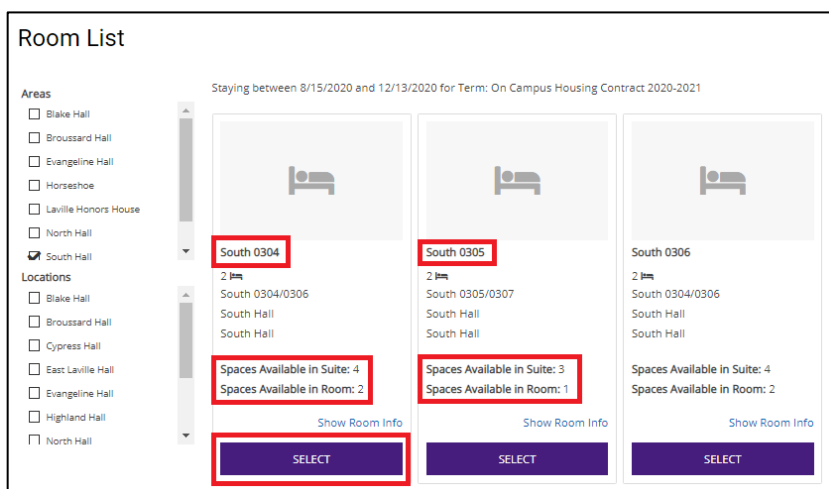 Room List
Areas
Blake Hall
Broussard Hall
Evangeline Hall
Horseshoe
Laville Honors House
North Hall
South Hall
Locations
Blake Hall
Broussard Hall
Cypress Hall
East Laville Hall
Evangeline Hall
Highland Hall
North Hall
Staying between 8/15/2020 and 12/13/2020 for Term: On Campus Housing Contract 2020-2021
South 0304
2
South 0304/0306
South Hall
South Hall
Spaces Available in Suite: 4
Spaces Available in Room: 2
Show Room Info
SELECT
South 0305
2
South 0305/0307
South Hall
South Hall
Spaces Available in Suite: 3
Spaces Available in Room: 1
Show Room Info
SELECT
South 0306
2
South 0304/0306
South Hall
South Hall
Spaces Available in Suite: 4
Spaces Available in Room: 2
Show Room Info
SELECT